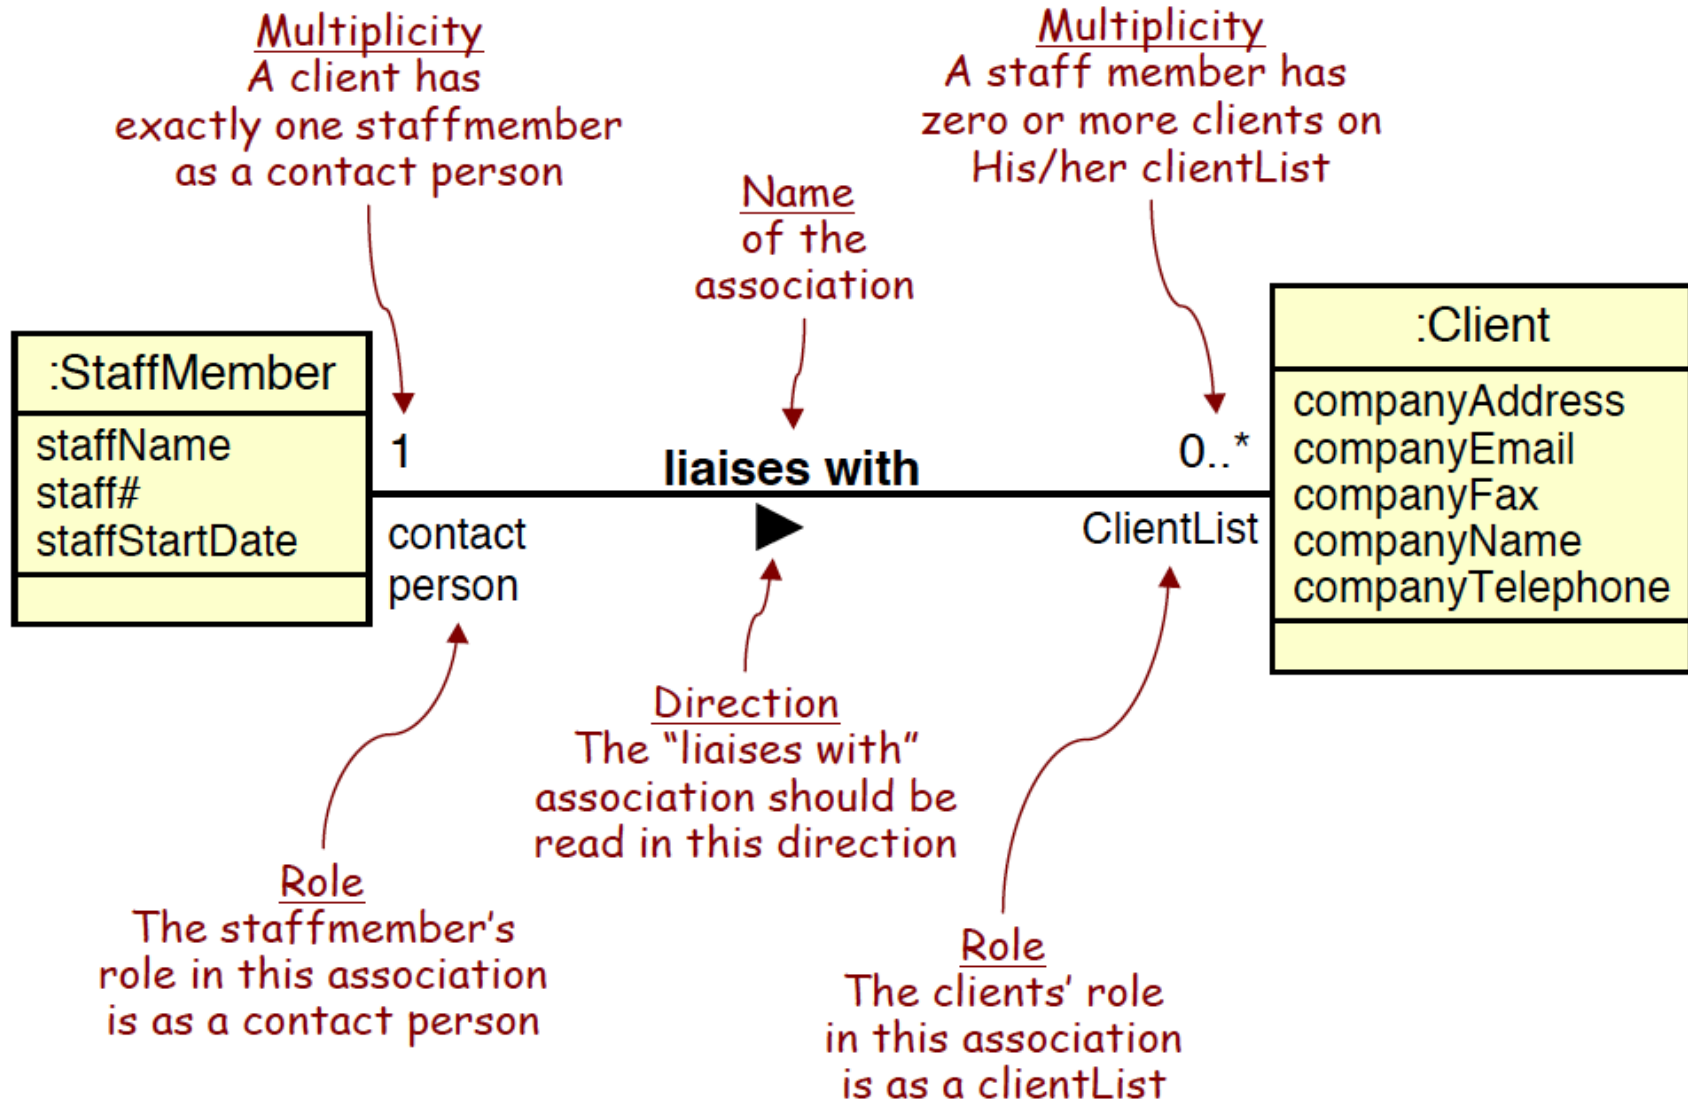 Multiplicity
A client has
exactly one staffmember
as a contact person
Multiplicity
A staff member has
zero or more clients on
His/her clientList
Name
of the
association
:StaffMember
staffName
staff#
staffStartDate
1
liaises with
0..*
contact
person
ClientList
:Client
companyAddress
companyEmail
companyFax
companyName
companyTelephone
Direction
The “liaises with”
association should be
read in this direction
Role
The staffmember's
role in this association
is as a contact person
Role
The clients' role
in this association
is as a clientList